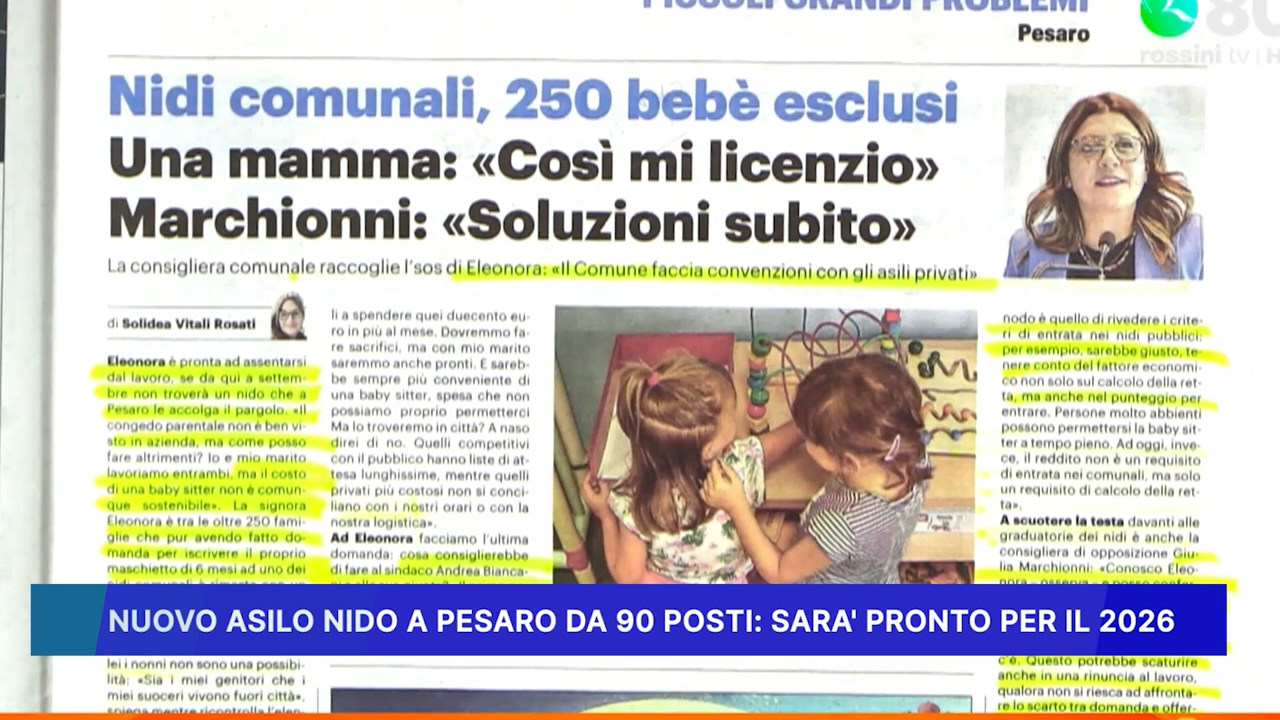 PICCOLI GRANDI PROBLEMI
Pesaro
80
rossini tv | H
Nidi comunali, 250 bebè esclusi
Una mamma: «Così mi licenzio»
Marchionni: «Soluzioni subito»
La consigliera comunale raccoglie l'sos di Eleonora: «Il Comune faccia convenzioni con gli asili privati»
di Solidea Vitali Rosati
Eleonora è pronta ad assentarsi
dal lavoro, se da qui a settem-
bre non troverà un nido che a
Pesaro le accolga il pargolo. «Il
congedo parentale non è ben vi-
sto in azienda, ma come posso
fare altrimenti? Io e mio marito
lavoriamo entrambi, ma il costo
di una baby sitter non è comun-
que sostenibile». La signora
Eleonora è tra le oltre 250 fami-
glie che pur avendo fatto do-
manda per iscrivere il proprio
maschietto di 6 mesi ad uno dei
lei i nonni non sono una possibi-
lità: «Sia i miei genitori che i
miei suoceri vivono fuori città»,
spiega mentre ricontrolla l'elen-
li a spendere quei duecento eu-
ro in più al mese. Dovremmo fa-
re sacrifici, ma con mio marito
saremmo anche pronti. E sareb-
be sempre più conveniente di
una baby sitter, spesa che non
possiamo proprio permetterci
Ma lo troveremo in città? A naso
direi di no. Quelli competitivi
con il pubblico hanno liste di at-
tesa lunghissime, mentre quelli
privati più costosi non si conci-
liano con i nostri orari o con la
nostra logistica».
Ad Eleonora facciamo l'ultima
domanda: cosa consiglierebbe
di fare al sindaco Andrea Bianca-
nodo è quello di rivedere i crite-
ri di entrata nei nidi pubblici:
per esempio, sarebbe giusto, te-
nere conto del fattore economi-
co non solo sul calcolo della ret-
ta, ma anche nel punteggio per
entrare. Persone molto abbienti
possono permettersi la baby sit-
ter a tempo pieno. Ad oggi, inve-
ce, il reddito non è un requisito
di entrata nei comunali, ma solo
un requisito di calcolo della ret-
ta».
A scuotere la testa davanti alle
graduatorie dei nidi è anche la
consigliera di opposizione Giu-
lia Marchionni: «Conosco Eleo-
c'è. Questo potrebbe scaturire
anche in una rinuncia al lavoro,
qualora non si riesca ad affronta-
re lo scarto tra domanda e offer-
NUOVO ASILO NIDO A PESARO DA 90 POSTI: SARA' PRONTO PER IL 2026